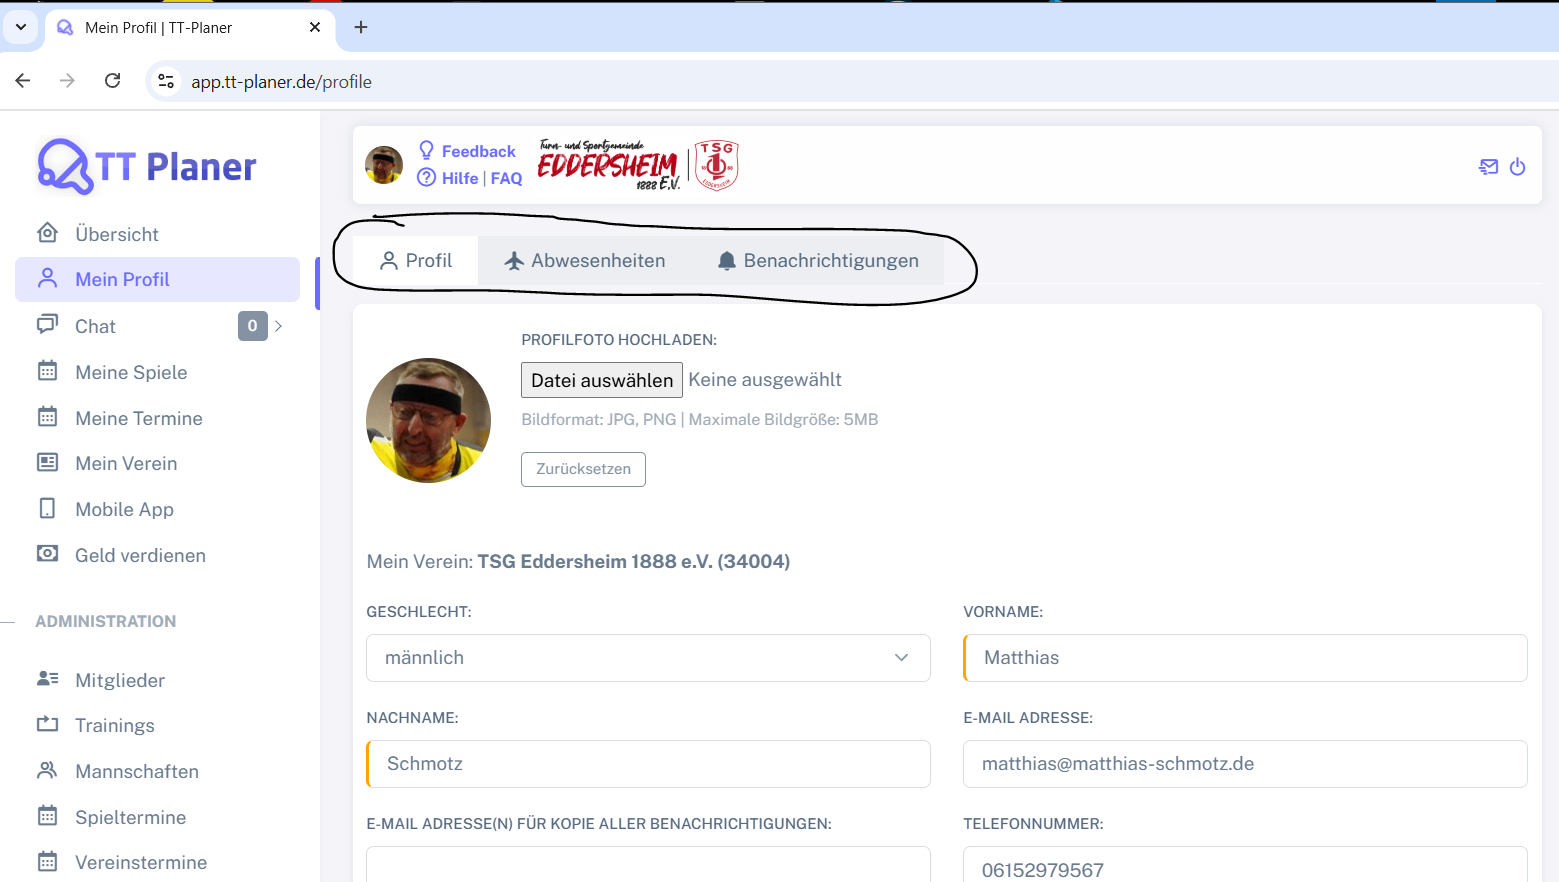 Mein Profil | TT-Planer
app.tt-planer.de/profile
TT Planer
Feedback
Hilfe | FAQ
Turn- und Sportgemeinde
EDDERSHEIM
1888 E.V.
TSG
EDDERSHEIM
Übersicht
Mein Profil
Chat 0
Meine Spiele
Meine Termine
Mein Verein
Mobile App
Geld verdienen
ADMINISTRATION
Mitglieder
Trainings
Mannschaften
Spieltermine
Vereinstermine
Profil Abwesenheiten Benachrichtigungen
PROFILFOTO HOCHLADEN:
Datei auswählen Keine ausgewählt
Bildformat: JPG, PNG | Maximale Bildgröße: 5MB
Zurücksetzen
Mein Verein: TSG Eddersheim 1888 e.V. (34004)
GESCHLECHT:
männlich
VORNAME:
Matthias
NACHNAME:
Schmotz
E-MAIL ADRESSE:
matthias@matthias-schmotz.de
E-MAIL ADRESSE(N) FÜR KOPIE ALLER BENACHRICHTIGUNGEN:
TELEFONNUMMER:
06152979567